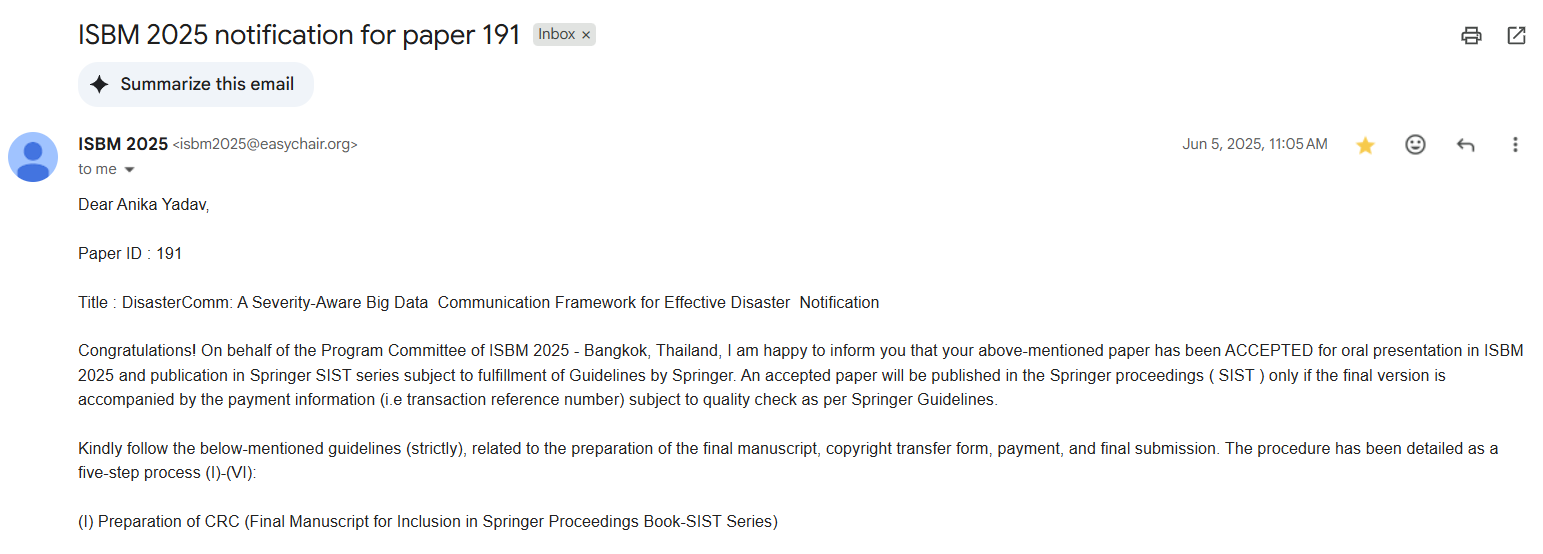 ISBM 2025 notification for paper 191 Inbox ×
Summarize this email
ISBM 2025 <isbm2025@easychair.org> Jun 5, 2025, 11:05 AM
to me
Dear Anika Yadav,
Paper ID : 191
Title : DisasterComm: A Severity-Aware Big Data  Communication Framework for Effective Disaster  Notification
Congratulations! On behalf of the Program Committee of ISBM 2025 - Bangkok, Thailand, I am happy to inform you that your above-mentioned paper has been ACCEPTED for oral presentation in ISBM
2025 and publication in Springer SIST series subject to fulfillment of Guidelines by Springer. An accepted paper will be published in the Springer proceedings ( SIST ) only if the final version is
accompanied by the payment information (i.e transaction reference number) subject to quality check as per Springer Guidelines.
Kindly follow the below-mentioned guidelines (strictly), related to the preparation of the final manuscript, copyright transfer form, payment, and final submission. The procedure has been detailed as a
five-step process (I)-(VI):
(I) Preparation of CRC (Final Manuscript for Inclusion in Springer Proceedings Book-SIST Series)